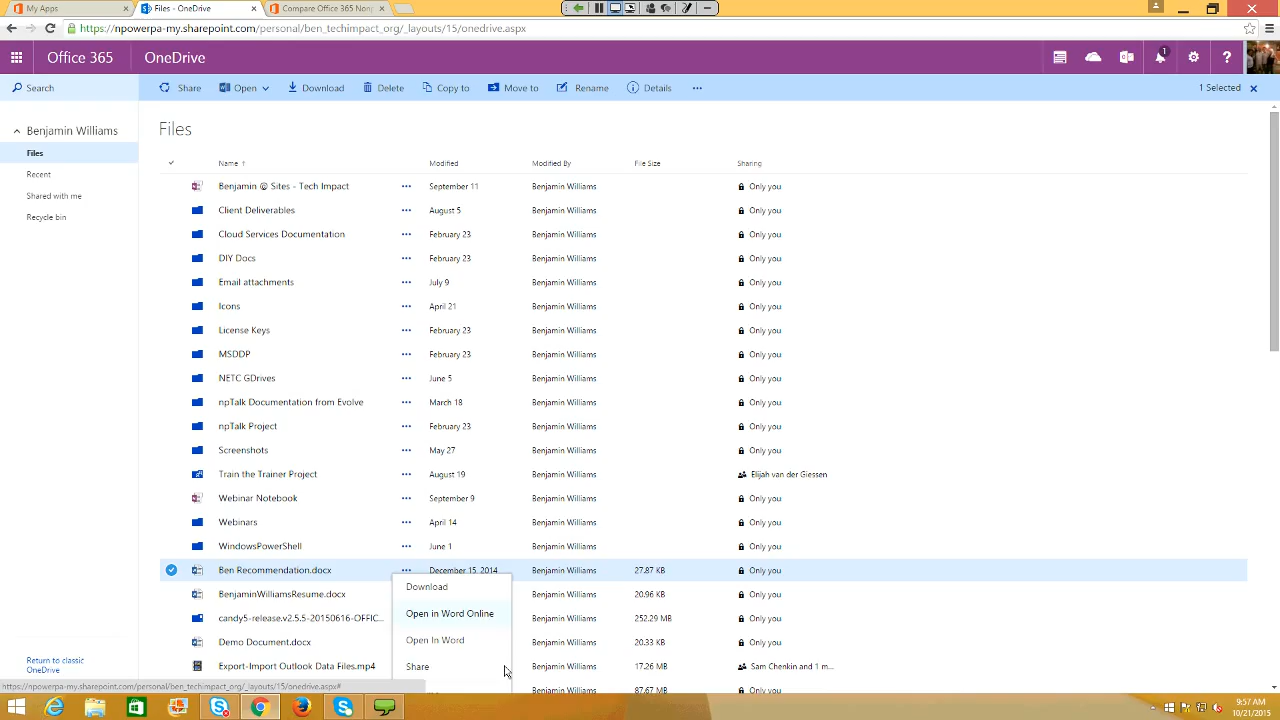 My Apps
Files - OneDrive
Compare Office 365 Nonp
https://npowerpa-my.sharepoint.com/personal/ben_techimpact_org/_layouts/15/onedrive.aspx
Office 365 OneDrive 1 ?
Search Share Open Download Delete Copy to Move to Rename Details ... 1 Selected
Benjamin Williams
Files
Recent
Shared with me
Recycle bin
Return to classic
OneDrive
Files
Name Modified Modified By File Size Sharing
Benjamin @ Sites - Tech Impact ... September 11 Benjamin Williams Only you
Client Deliverables ... August 5 Benjamin Williams Only you
Cloud Services Documentation ... February 23 Benjamin Williams Only you
DIY Docs ... February 23 Benjamin Williams Only you
Email attachments ... July 9 Benjamin Williams Only you
Icons ... April 21 Benjamin Williams Only you
License Keys ... February 23 Benjamin Williams Only you
MSDDP ... February 23 Benjamin Williams Only you
NETC GDrives ... June 5 Benjamin Williams Only you
npTalk Documentation from Evolve ... March 18 Benjamin Williams Only you
npTalk Project ... February 23 Benjamin Williams Only you
Screenshots ... May 27 Benjamin Williams Only you
Train the Trainer Project ... August 19 Benjamin Williams Elijah van der Giessen
Webinar Notebook ... September 9 Benjamin Williams Only you
Webinars ... April 14 Benjamin Williams Only you
WindowsPowerShell ... June 1 Benjamin Williams Only you
Ben Recommendation.docx ... December 15, 2014 Benjamin Williams 27.87 KB Only you
BenjaminWilliamsResume.docx Benjamin Williams 20.96 KB Only you
candy5-release.v2.5.5-20150616-OFFIC... Benjamin Williams 252.29 MB Only you
Demo Document.docx Benjamin Williams 20.33 KB Only you
Export-Import Outlook Data Files.mp4 Benjamin Williams 17.26 MB Sam Chenkin and 1 m...
Benjamin Williams 87.67 MB Only you
Download
Open in Word Online
Open In Word
Share
https://npowerpa-my.sharepoint.com/personal/ben_techimpact_org/_layouts/15/onedrive.aspx#
9:57 AM
10/21/2015